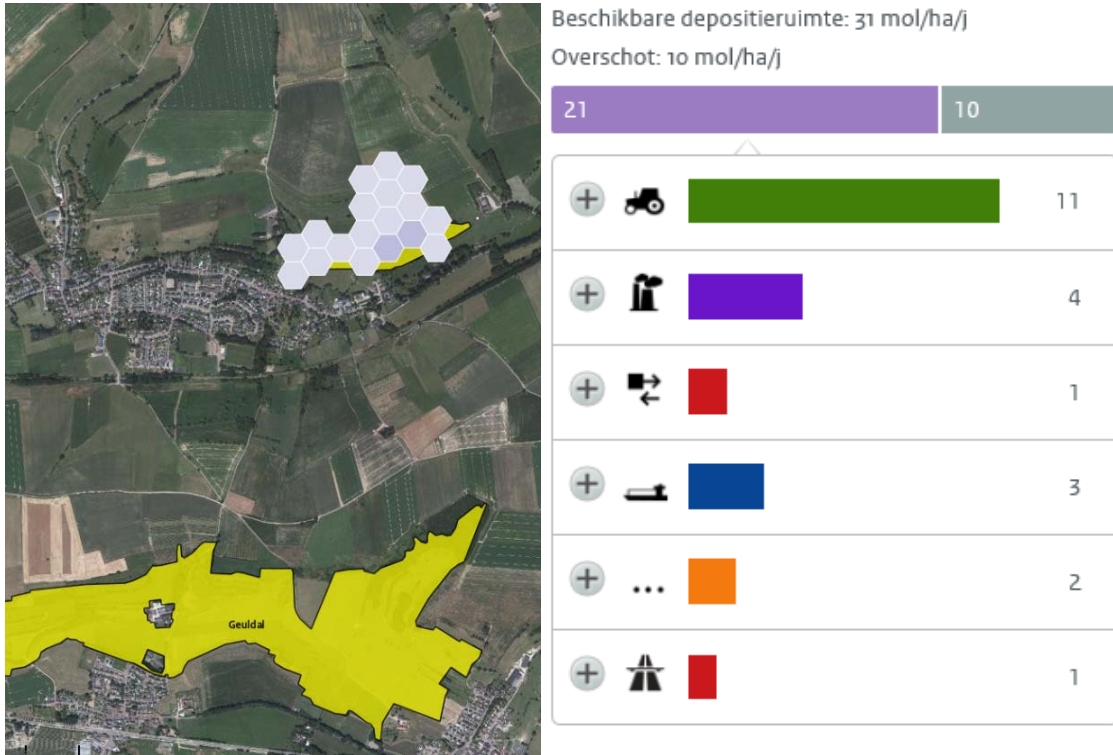 Beschikbare depositieruimte: 31 mol/ha/j
Overschot: 10 mol/ha/j
21 10
11
4
1
3
... 2
1
Geuldal